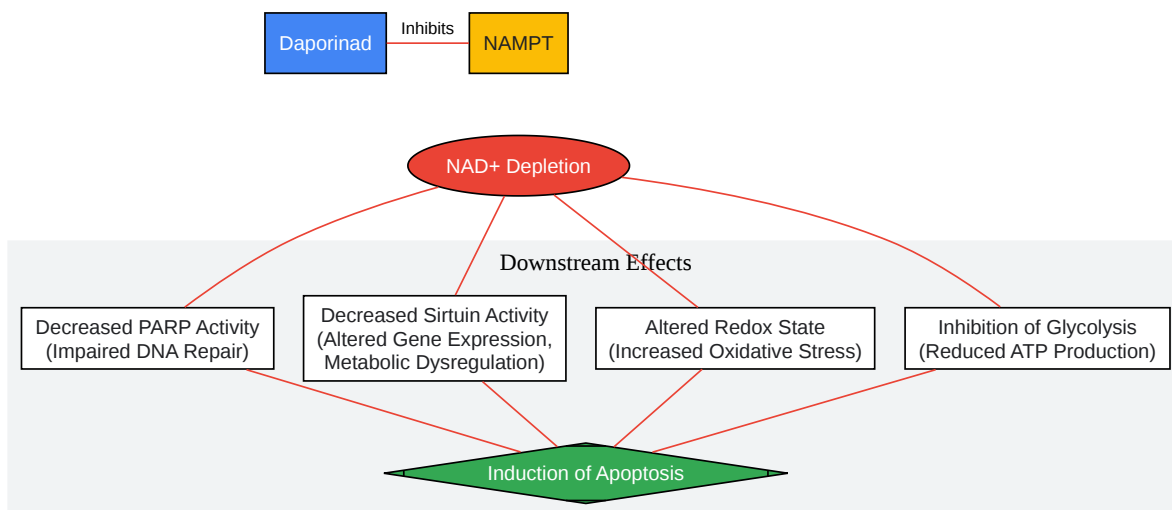 Daporinad
Inhibits
NAMPT
NAD+ Depletion
Downstream Effects
Decreased PARP Activity
(Impaired DNA Repair)
Decreased Sirtuin Activity
(Altered Gene Expression,
Metabolic Dysregulation)
Altered Redox State
(Increased Oxidative Stress)
Inhibition of Glycolysis
(Reduced ATP Production)
Induction of Apoptosis